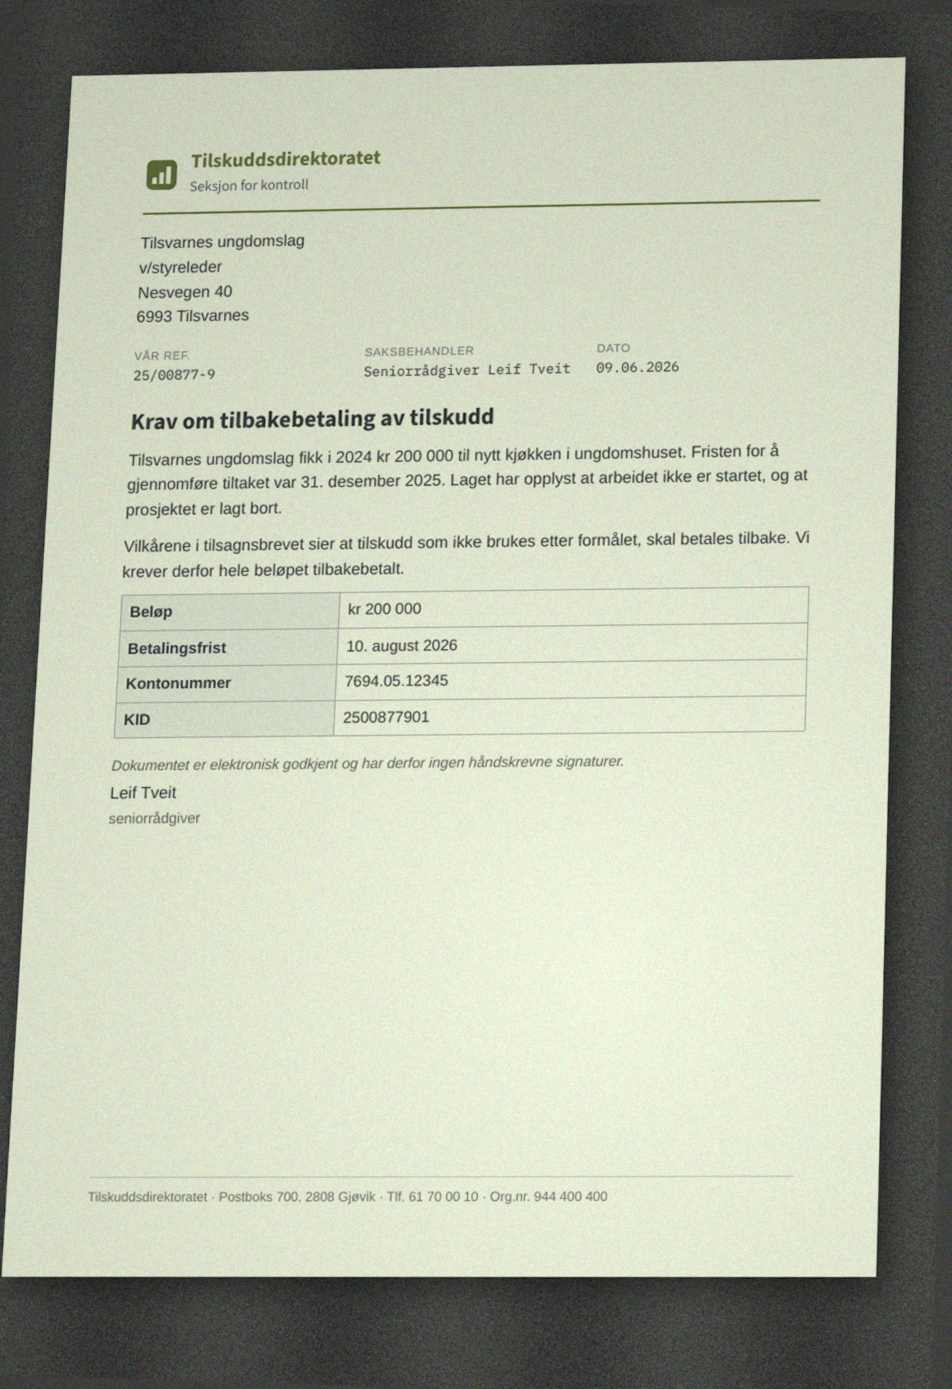 Tilskuddsdirektoratet
Seksjon for kontroll
Tilsvarnes ungdomslag
v/styreleder
Nesvegen 40
6993 Tilsvarnes
VÅR REF.
25/00877-9
SAKSBEHANDLER
Seniorrådgiver Leif Tveit
DATO
09.06.2026
Krav om tilbakebetaling av tilskudd
Tilsvarnes ungdomslag fikk i 2024 kr 200 000 til nytt kjøkken i ungdomshuset. Fristen for å
gjennomføre tiltaket var 31. desember 2025. Laget har opplyst at arbeidet ikke er startet, og at
prosjektet er lagt bort.
Vilkårene i tilsagnsbrevet sier at tilskudd som ikke brukes etter formålet, skal betales tilbake. Vi
krever derfor hele beløpet tilbakebetalt.
Beløp kr 200 000
Betalingsfrist 10. august 2026
Kontonummer 7694.05.12345
KID 2500877901
Dokumentet er elektronisk godkjent og har derfor ingen håndskrevne signaturer.
Leif Tveit
seniorrådgiver
Tilskuddsdirektoratet · Postboks 700, 2808 Gjøvik · Tlf. 61 70 00 10 · Org.nr. 944 400 400